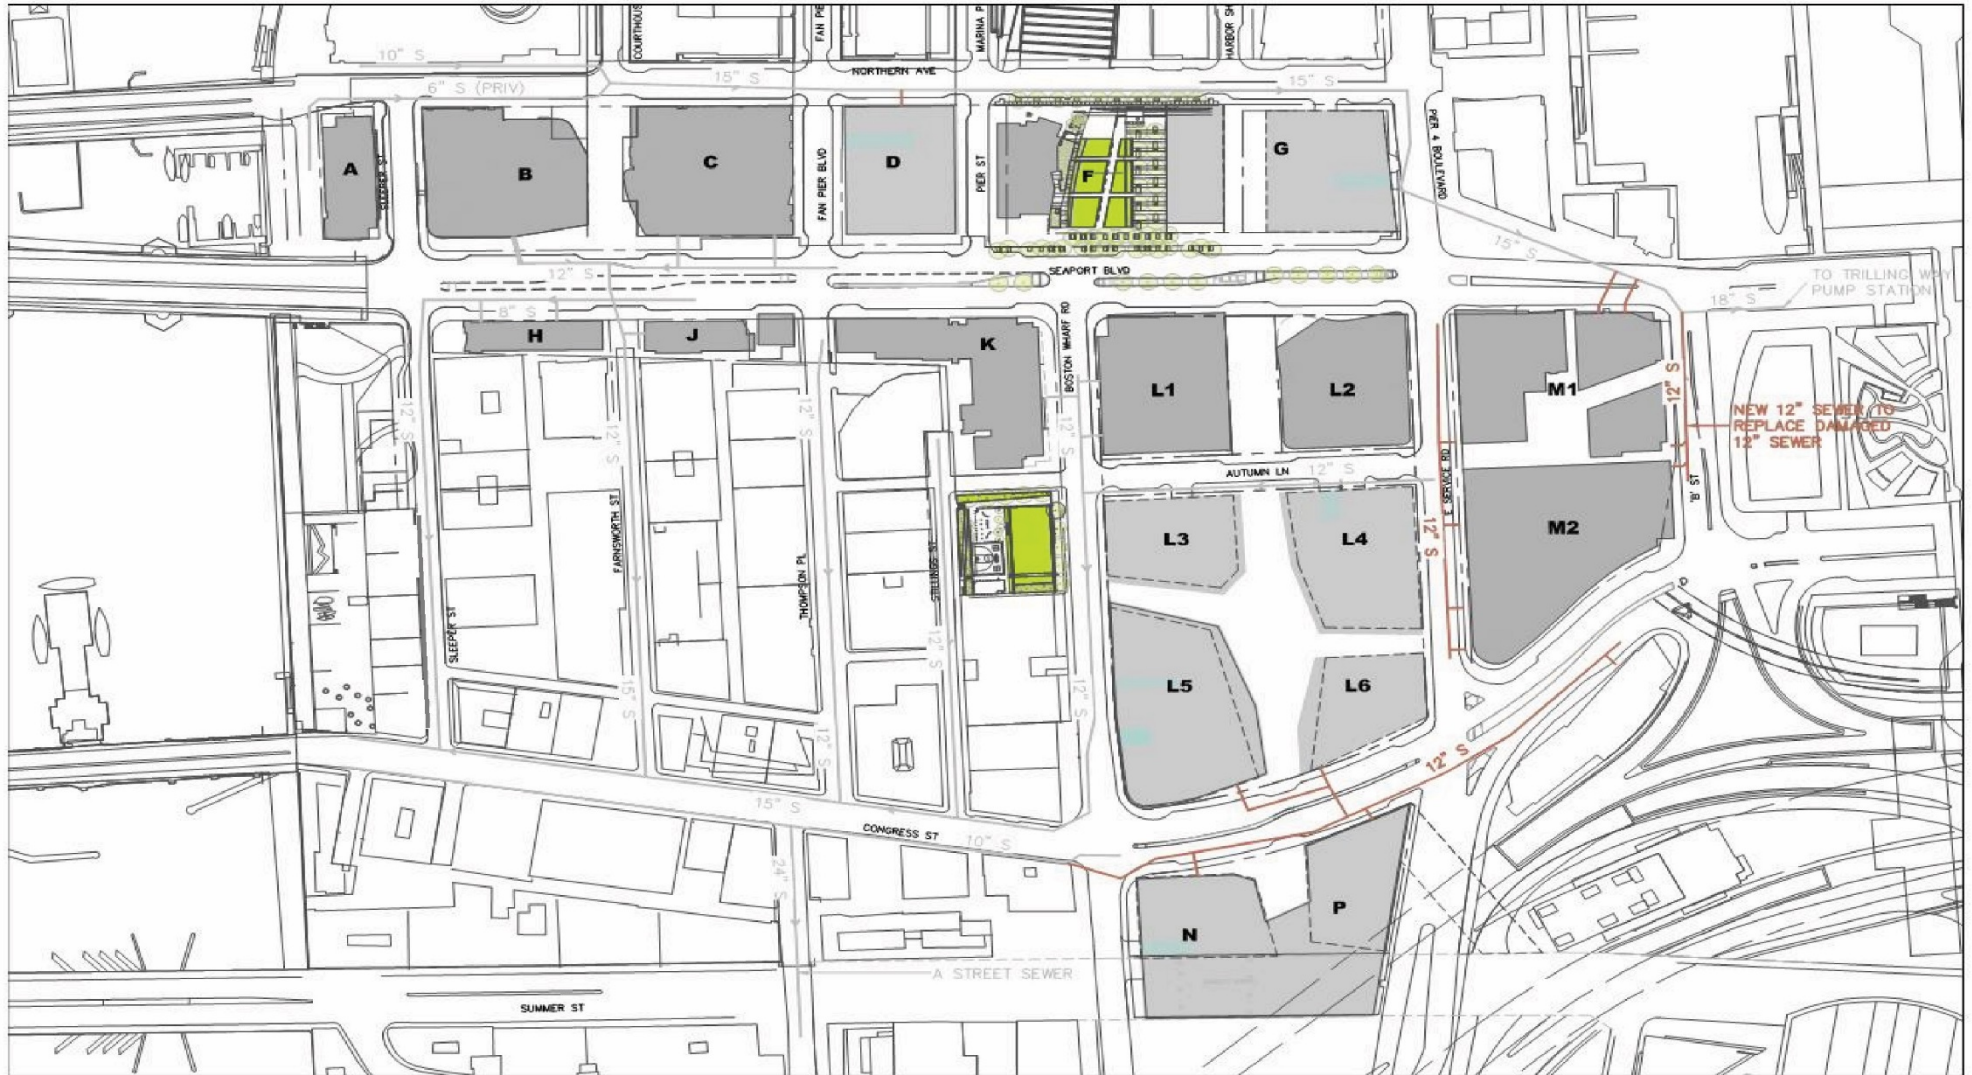 COURTHOUS
FAN PIE
MARINA P
HARBOR SH
10" S
15" S
NORTHERN AVE
15" S
6" S (PRIV)
A
SLEEPER ST
B
C
FAN PIER BLVD
D
PIER ST
F
G
PIER 4 BOULEVARD
15" S
12" S
SEAPORT BLVD
TO TRILLING WAY
PUMP STATION
18" S
8" S
H
J
K
BOSTON WHARF RD
L1
L2
M1
12" S
NEW 12" SEWER TO
REPLACE DAMAGED
12" SEWER
12" S
12" S
12" S
12" S
AUTUMN LN
12" S
E SERVICE RD
'B' ST
FARNSWORTH ST
THOMPSON PL
STILLINGS ST
L3
L4
12" S
M2
SLEEPER ST
12" S
15" S
12" S
12" S
L5
L6
12" S
15" S
CONGRESS ST
10" S
24" S
N
P
A STREET SEWER
SUMMER ST